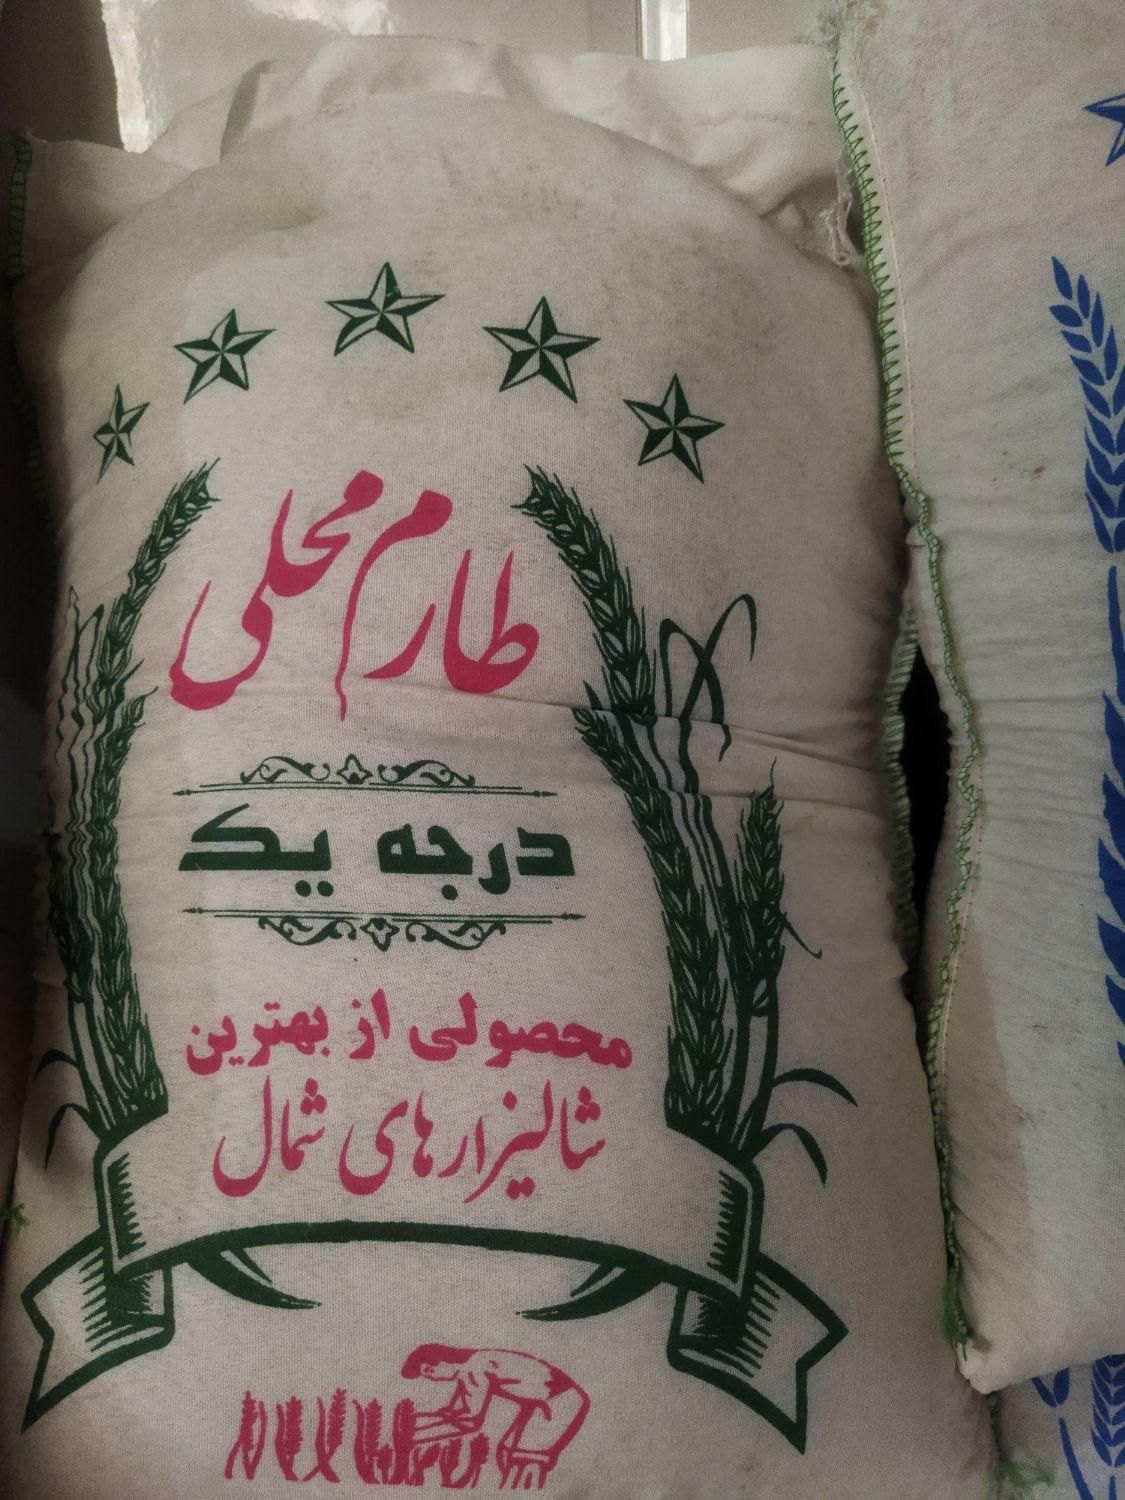 طارم محلی
درجه یک
محصولی از بهترین
شالیزارهای شمال